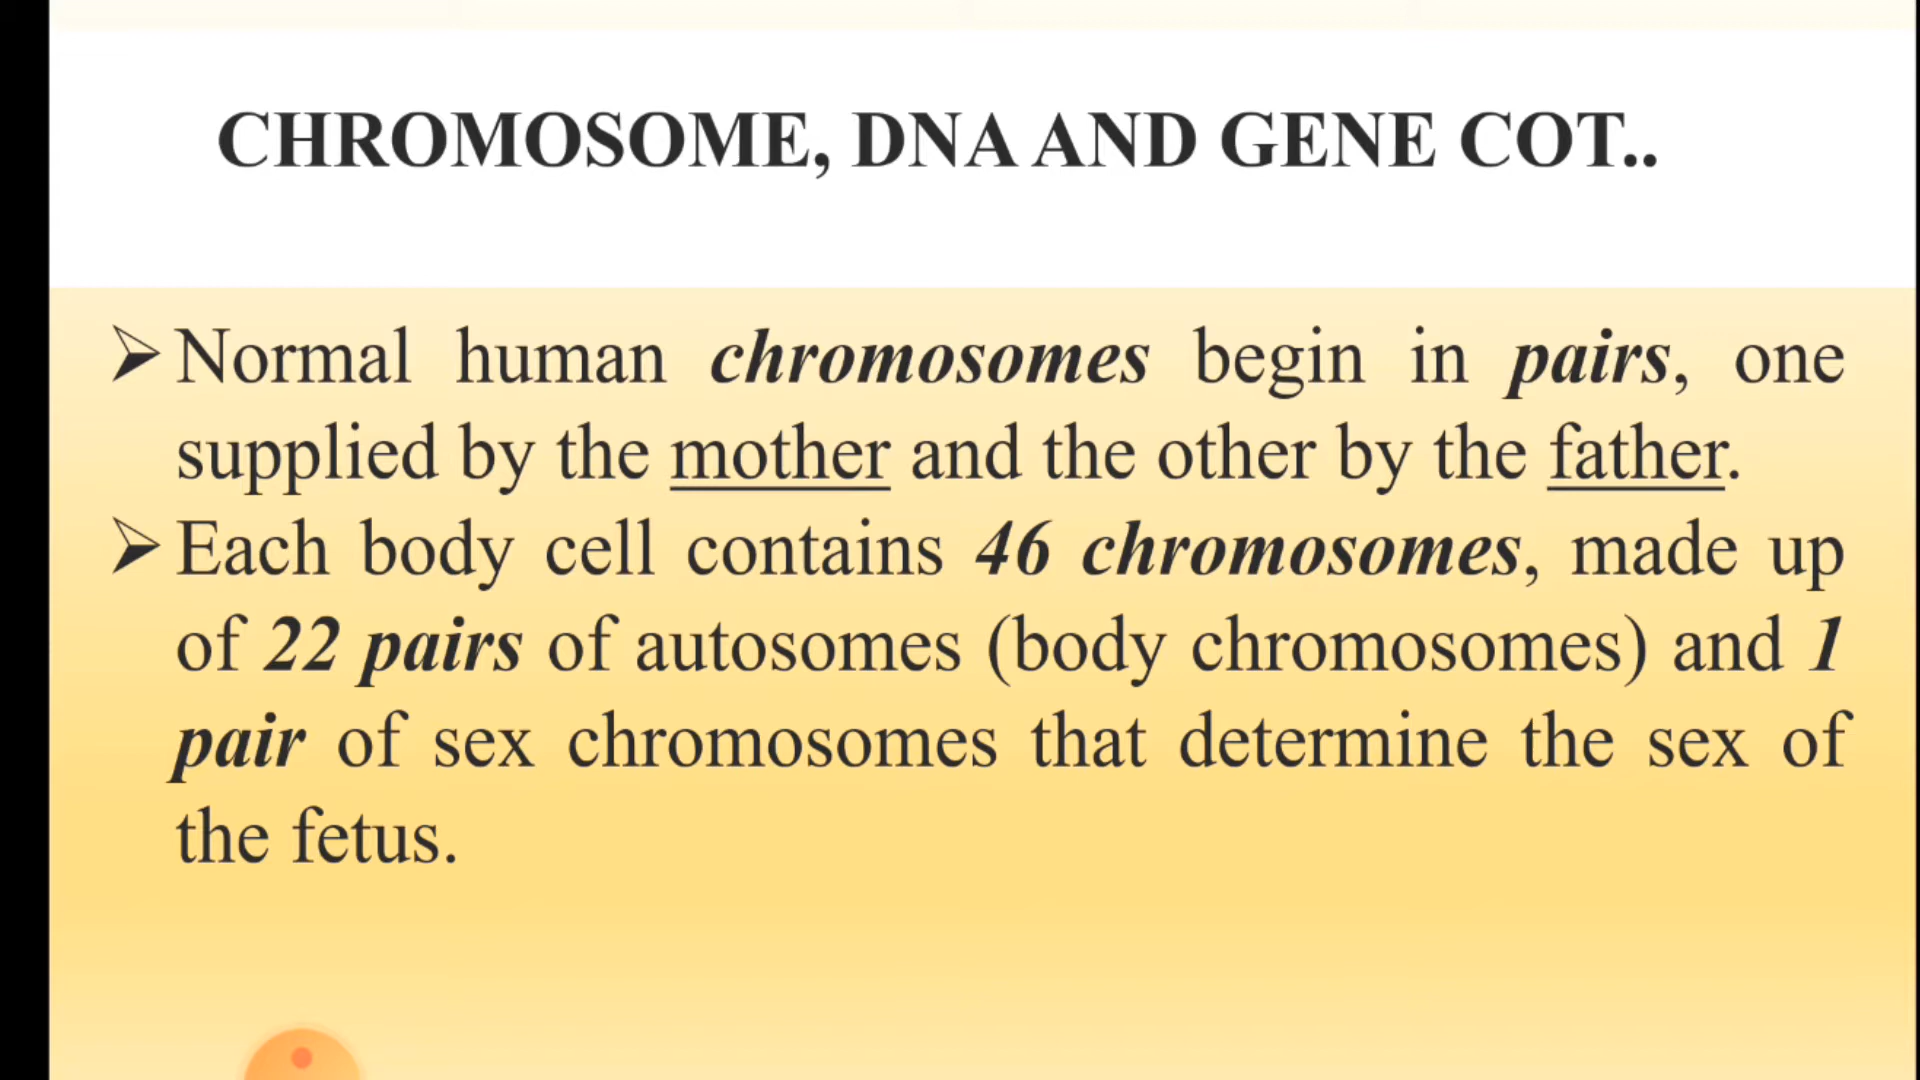 CHROMOSOME, DNA AND GENE COT..
➢ Normal human chromosomes begin in pairs, one
supplied by the mother and the other by the father.
➢ Each body cell contains 46 chromosomes, made up
of 22 pairs of autosomes (body chromosomes) and 1
pair of sex chromosomes that determine the sex of
the fetus.